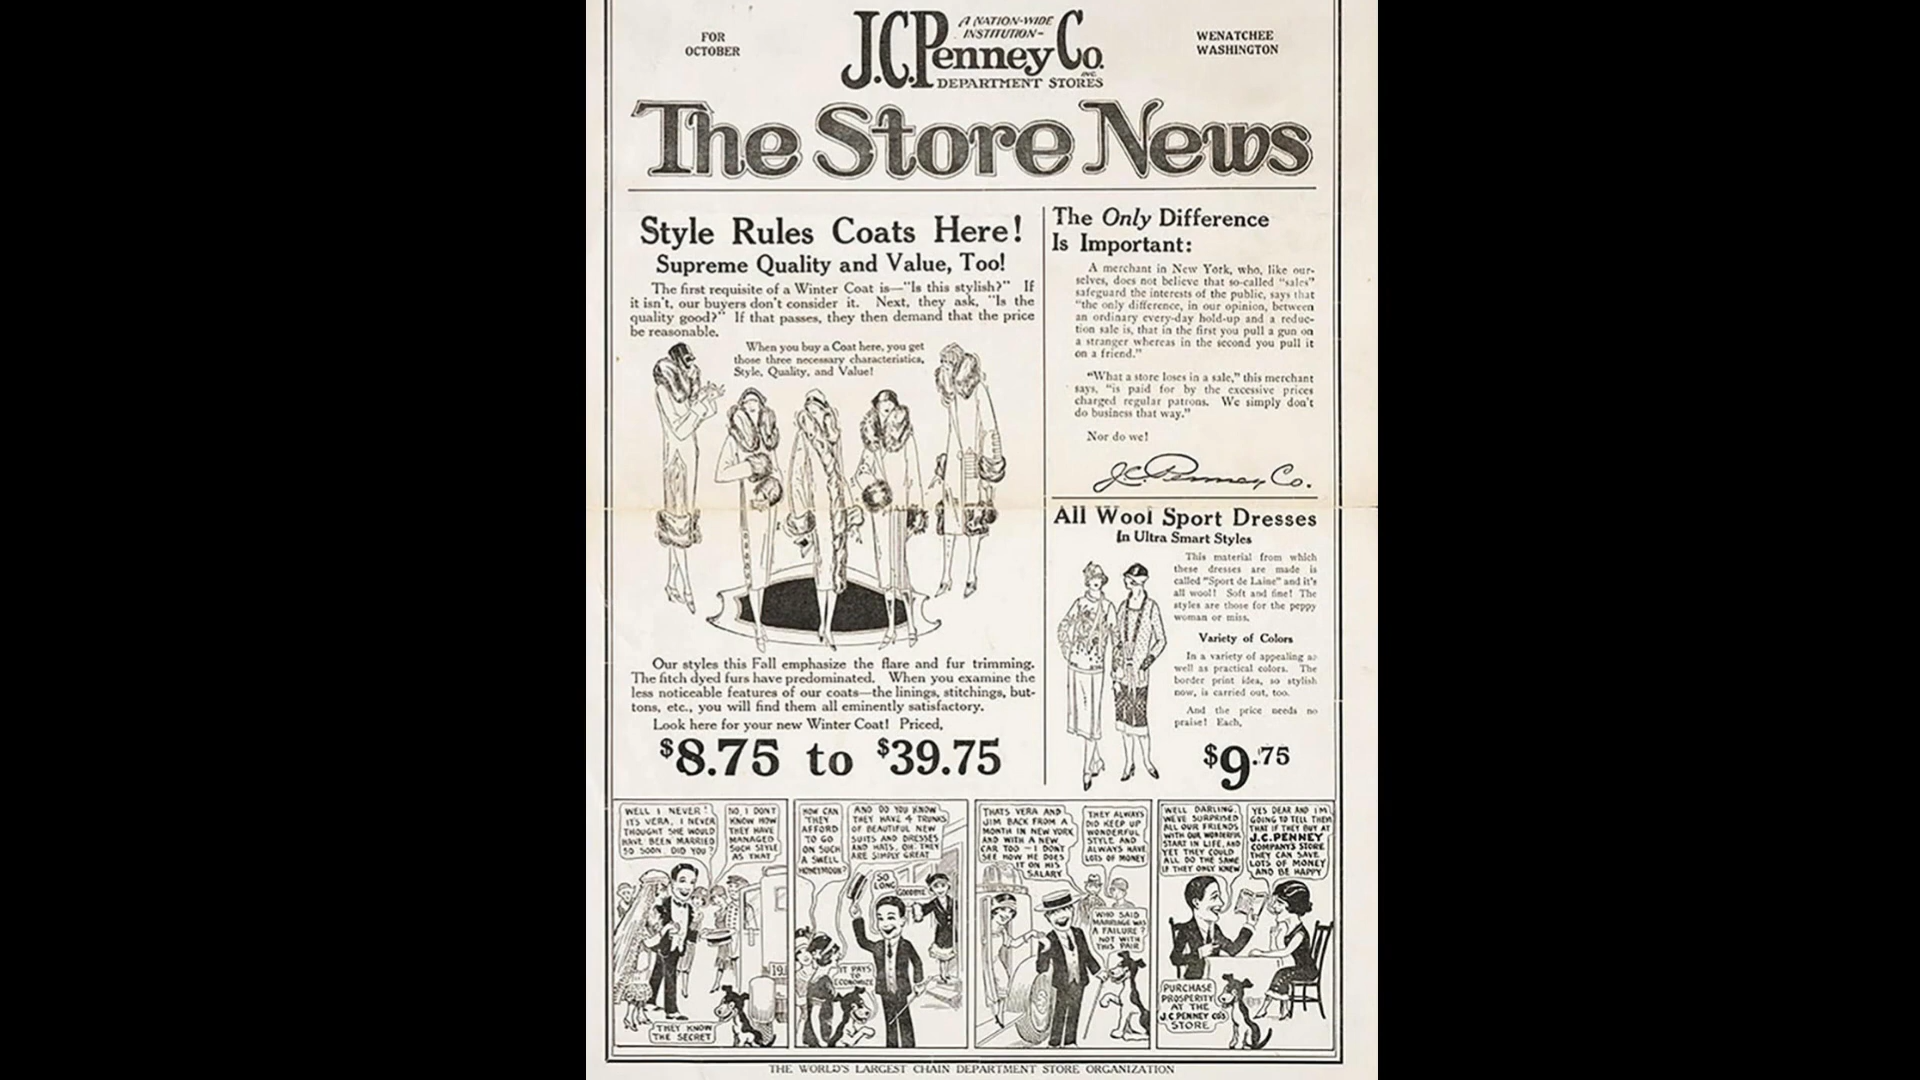 FOR
OCTOBER
A NATION-WIDE
INSTITUTION-
J.C.Penney Co.
INC.
DEPARTMENT STORES
WENATCHEE
WASHINGTON
The Store News
Style Rules Coats Here!
Supreme Quality and Value, Too!
The first requisite of a Winter Coat is—"Is this stylish?" If
it isn't, our buyers don't consider it. Next, they ask, "Is the
quality good?" If that passes, they then demand that the price
be reasonable.
When you buy a Coat here, you get
those three necessary characteristics,
Style, Quality, and Value!
Our styles this Fall emphasize the flare and fur trimming.
The fitch dyed furs have predominated. When you examine the
less noticeable features of our coats—the linings, stitchings, but-
tons, etc., you will find them all eminently satisfactory.
Look here for your new Winter Coat! Priced,
$8.75 to $39.75
The Only Difference
Is Important:
A merchant in New York, who, like our-
selves, does not believe that so-called "sales"
safeguard the interests of the public, says that
"the only difference, in our opinion, between
an ordinary every-day hold-up and a reduc-
tion sale is, that in the first you pull a gun on
a stranger whereas in the second you pull it
on a friend."
"What a store loses in a sale," this merchant
says, "is paid for by the excessive prices
charged regular patrons. We simply don't
do business that way."
Nor do we!
J.C. Penney Co.
All Wool Sport Dresses
In Ultra Smart Styles
This material from which
these dresses are made is
called "Sport de Laine" and it's
all wool! Soft and fine! The
styles are those for the peppy
woman or miss.
Variety of Colors
In a variety of appealing as
well as practical colors. The
border print idea, so stylish
now, is carried out, too.
And the price needs no
praise! Each,
$9.75
WELL I NEVER!
ITS VERA, I NEVER
THOUGHT SHE WOULD
HAVE BEEN MARRIED
SO SOON. DID YOU?
NO, I DONT
KNOW HOW
THEY HAVE
MANAGED
SUCH STYLE
AS THAT
19
THEY KNOW
THE SECRET
HOW CAN
THEY
AFFORD
TO GO
ON SUCH
A SWELL
HONEYMOON?
AND DO YOU KNOW
THEY HAVE 4 TRUNKS
OF BEAUTIFUL NEW
SUITS AND DRESSES
AND HATS, OH, THEY
ARE SIMPLY GREAT
SO
LONG
GOODBYE
IT PAYS
TO
ECONOMIZE
THATS VERA AND
JIM BACK FROM A
MONTH IN NEW YORK
AND WITH A NEW
CAR TOO - I DONT
SEE HOW HE DOES
IT ON HIS
SALARY
THEY ALWAYS
DID KEEP UP
WONDERFUL
STYLE AND
ALWAYS HAVE
LOTS OF MONEY
WHO SAID
MARRIAGE WAS
A FAILURE?
NOT WITH
THIS PAIR
WELL DARLING,
WE'VE SURPRISED
ALL OUR FRIENDS
WITH OUR WONDERFUL
START IN LIFE, AND
YET THEY COULD
ALL DO THE SAME
IF THEY ONLY KNEW
YES DEAR AND I'M
GOING TO TELL THEM
THAT IF THEY BUY AT
J.C.PENNEY
COMPANY'S STORE
THEY CAN SAVE
LOTS OF MONEY
AND BE HAPPY
PURCHASE
PROSPERITY
AT THE
J.C.PENNEY CO'S
STORE
THE WORLD'S LARGEST CHAIN DEPARTMENT STORE ORGANIZATION